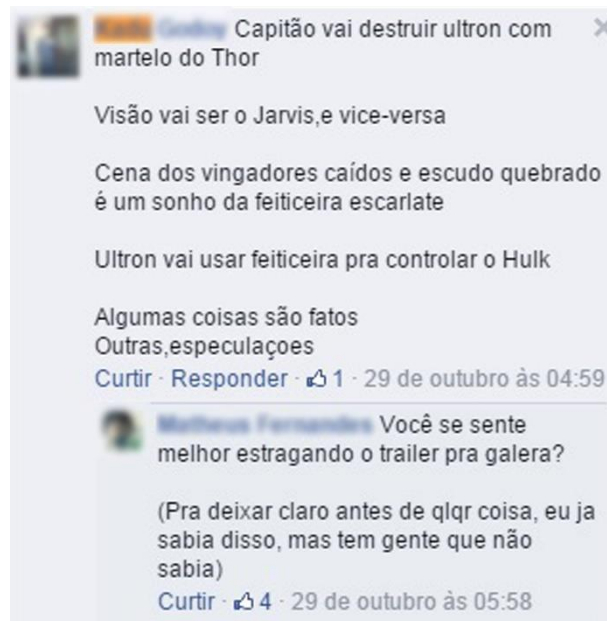 Capitão vai destruir ultron com
martelo do Thor
Visão vai ser o Jarvis,e vice-versa
Cena dos vingadores caídos e escudo quebrado
é um sonho da feiticeira escarlate
Ultron vai usar feiticeira pra controlar o Hulk
Algumas coisas são fatos
Outras,especulaçoes
Curtir · Responder · 1 · 29 de outubro às 04:59
Você se sente
melhor estragando o trailer pra galera?
(Pra deixar claro antes de qlqr coisa, eu ja
sabia disso, mas tem gente que não
sabia)
Curtir · 4 · 29 de outubro às 05:58